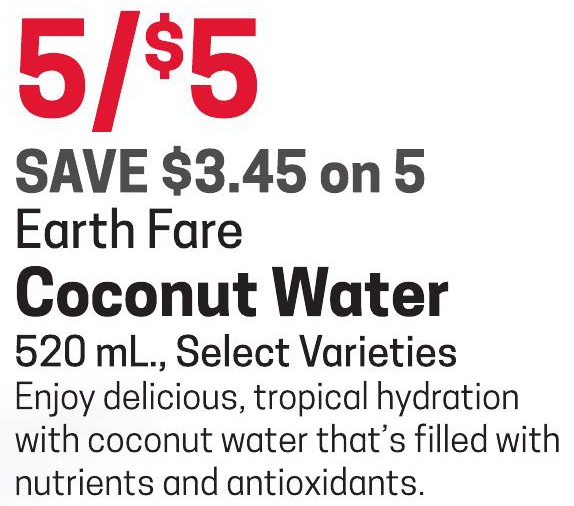 5/$5
SAVE $3.45 on 5
Earth Fare
Coconut Water
520 mL., Select Varieties
Enjoy delicious, tropical hydration
with coconut water that’s filled with
nutrients and antioxidants.